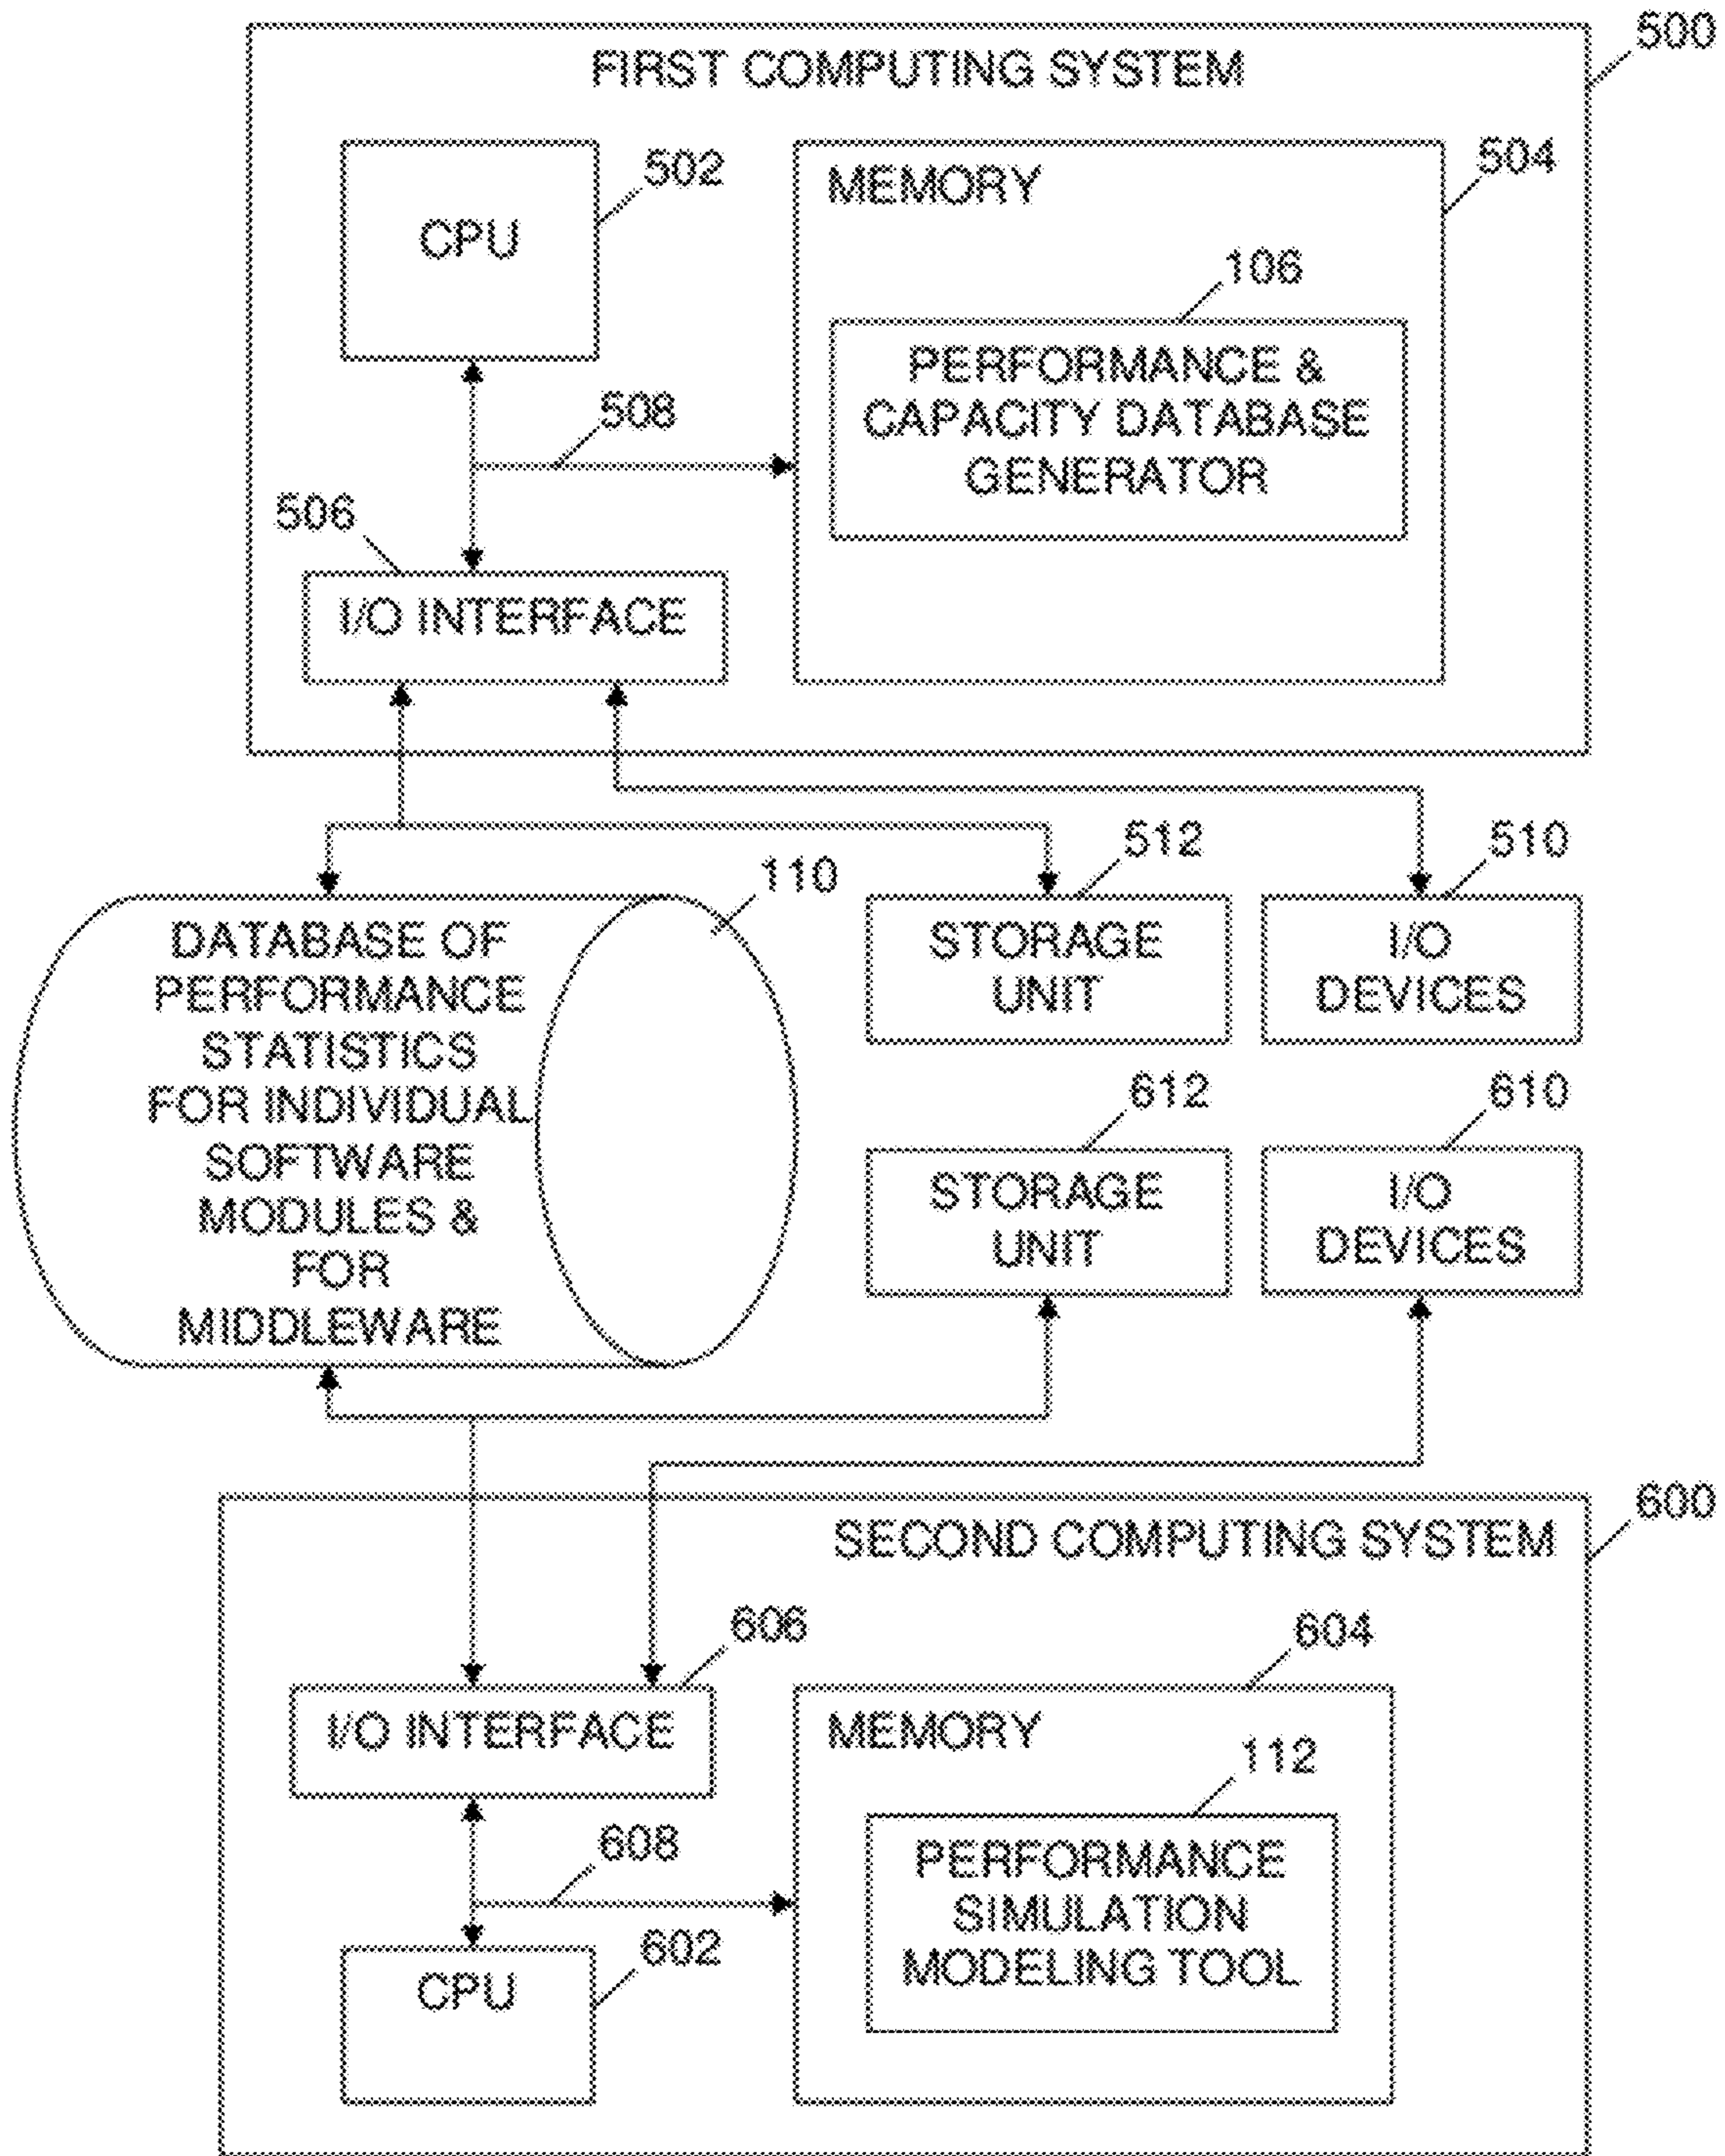 500
FIRST COMPUTING SYSTEM
CPU
502
MEMORY
504
106
PERFORMANCE &
CAPACITY DATABASE
GENERATOR
508
506
I/O INTERFACE
110
DATABASE OF
PERFORMANCE
STATISTICS
FOR INDIVIDUAL
SOFTWARE
MODULES &
FOR
MIDDLEWARE
512
STORAGE
UNIT
510
I/O
DEVICES
612
STORAGE
UNIT
610
I/O
DEVICES
600
SECOND COMPUTING SYSTEM
606
I/O INTERFACE
604
MEMORY
112
PERFORMANCE
SIMULATION
MODELING TOOL
608
602
CPU